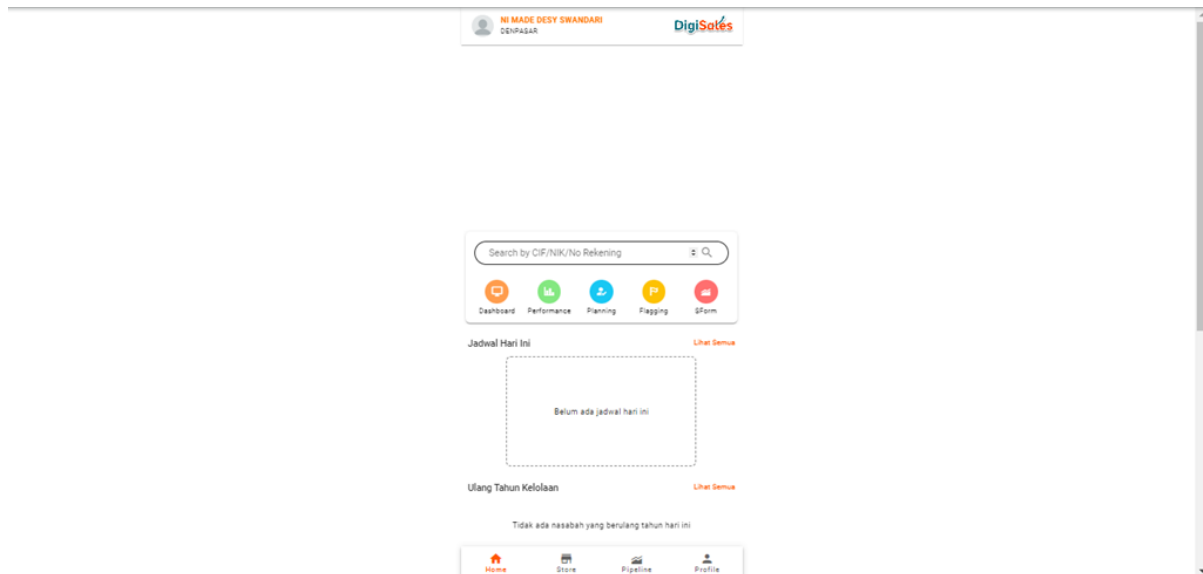 NI MADE DESY SWANDARI
DENPASAR
DigiSales
Search by CIF/NIK/No Rekening
Dashboard Performance Planning Flagging GForm
Jadwal Hari Ini Lihat Semua
Belum ada jadwal hari ini
Ulang Tahun Kelolaan Lihat Semua
Tidak ada nasabah yang berulang tahun hari ini
Home Store Pipeline Profile